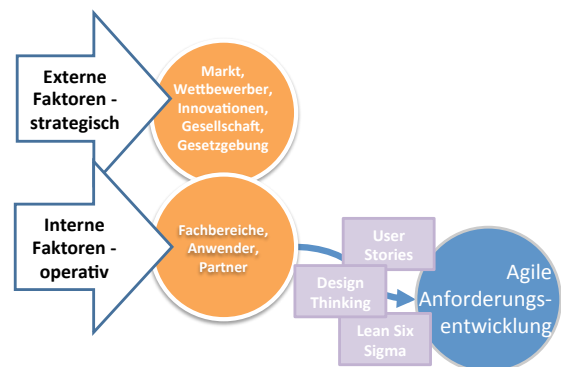 Externe
Faktoren -
strategisch
Markt,
Wettbewerber,
Innovationen,
Gesellschaft,
Gesetzgebung
Interne
Faktoren -
operativ
Fachbereiche,
Anwender,
Partner
User
Stories
Design
Thinking
Lean Six
Sigma
Agile
Anforderungs-
entwicklung